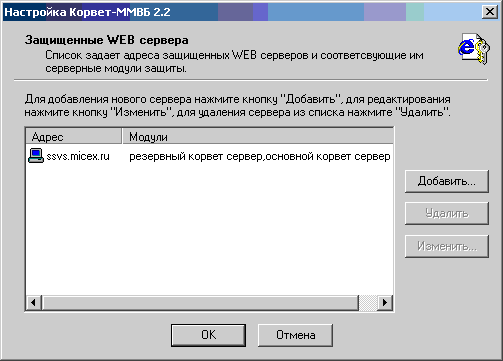 Настройка Корвет-ММВБ 2.2
Защищенные WEB сервера
Список задает адреса защищенных WEB серверов и соответсвующие им
серверные модули защиты.
Для добавления нового сервера нажмите кнопку "Добавить", для редактирования
нажмите кнопку "Изменить", для удаления сервера из списка нажмите "Удалить".
Адрес Модули
ssvs.micex.ru резервный корвет сервер,основной корвет сервер
Добавить...
Удалить
Изменить...
OK Отмена